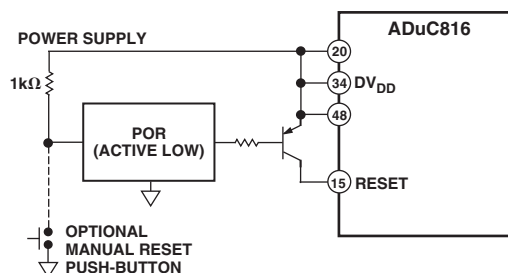 ADuC816
POWER SUPPLY
20
1kΩ
34 DVDD
48
POR
(ACTIVE LOW)
15 RESET
OPTIONAL
MANUAL RESET
PUSH-BUTTON